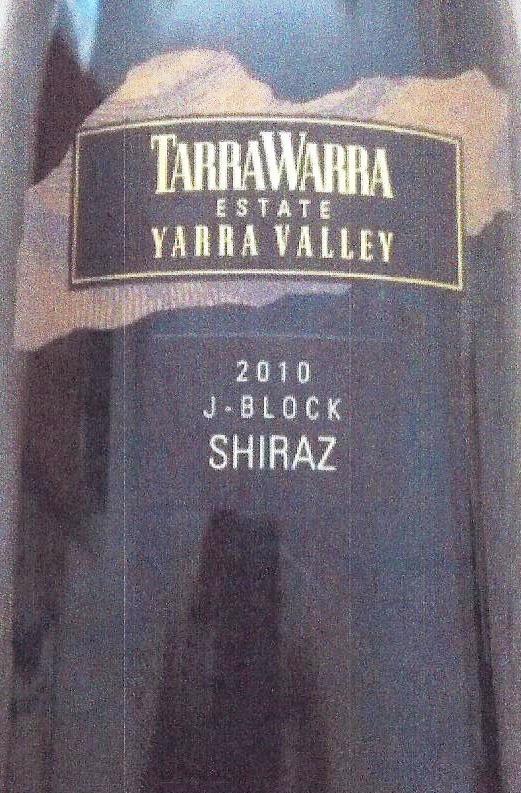 TARRAWARRA
ESTATE
YARRA VALLEY
2010
J-BLOCK
SHIRAZ